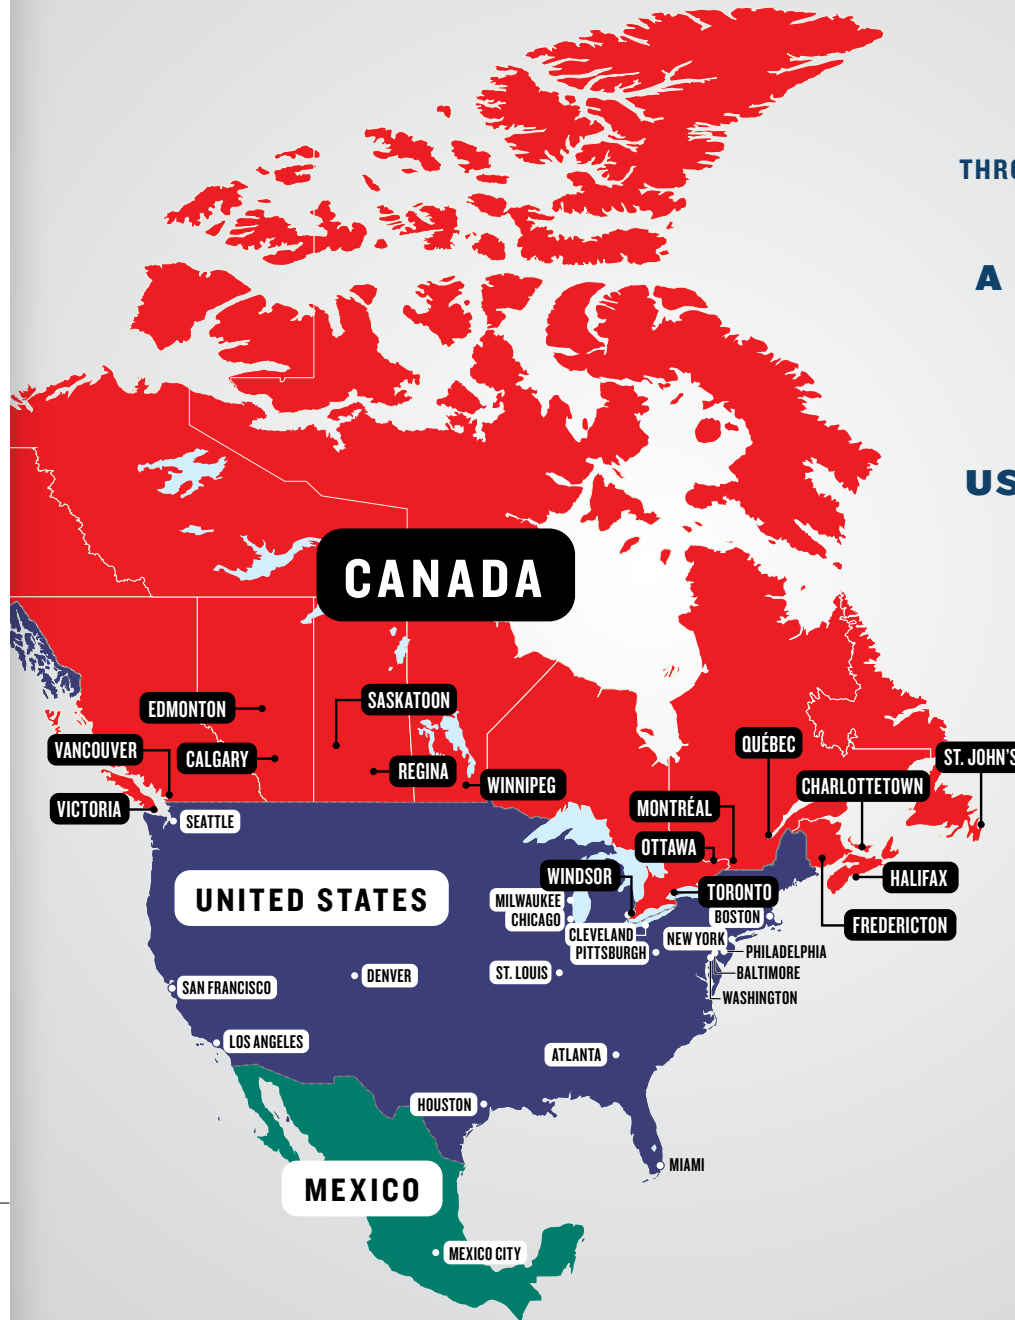 THRO
A
US
CANADA
EDMONTON
SASKATOON
VANCOUVER
CALGARY
REGINA
WINNIPEG
VICTORIA
SEATTLE
QUÉBEC
ST. JOHN'S
CHARLOTTETOWN
MONTRÉAL
OTTAWA
WINDSOR
TORONTO
HALIFAX
FREDERICTON
UNITED STATES
MILWAUKEE
CHICAGO
BOSTON
CLEVELAND
NEW YORK
PITTSBURGH
PHILADELPHIA
BALTIMORE
WASHINGTON
ST. LOUIS
DENVER
SAN FRANCISCO
LOS ANGELES
ATLANTA
HOUSTON
MIAMI
MEXICO
MEXICO CITY